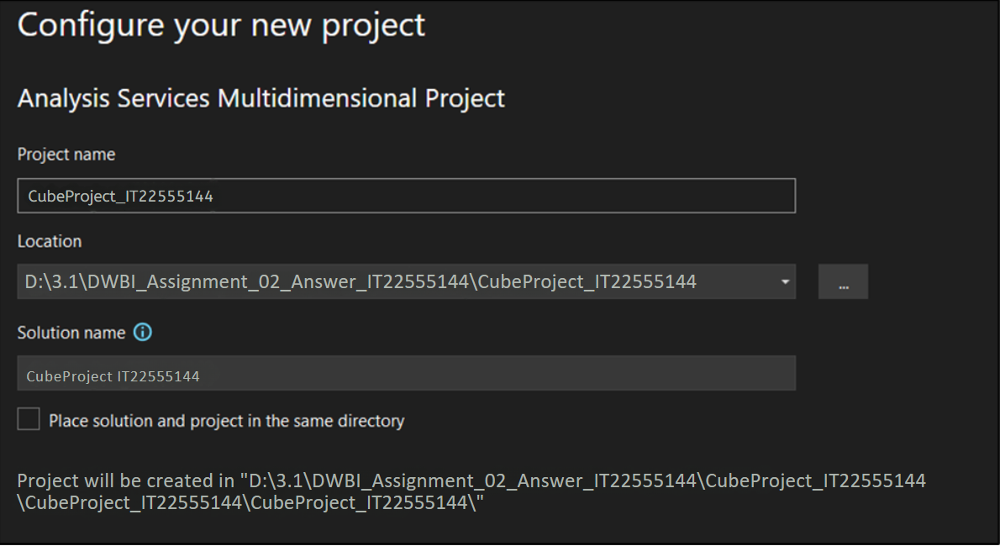 Configure your new project
Analysis Services Multidimensional Project
Project name
CubeProject_IT22555144
Location
D:\3.1\DWBI_Assignment_02_Answer_IT22555144\CubeProject_IT22555144
...
Solution name
CubeProject IT22555144
Place solution and project in the same directory
Project will be created in "D:\3.1\DWBI_Assignment_02_Answer_IT22555144\CubeProject_IT22555144
\CubeProject_IT22555144\CubeProject_IT22555144\"